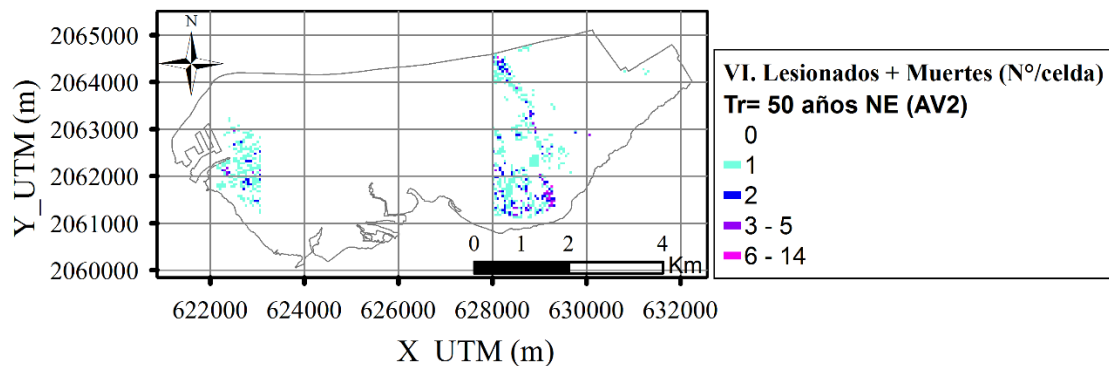 N
2065000
2064000
2063000
2062000
2061000
2060000
Y_UTM (m)
622000 624000 626000 628000 630000 632000
X_UTM (m)
0 1 2 4
Km
VI. Lesionados + Muertes (N°/celda)
Tr= 50 años NE (AV2)
0
1
2
3 - 5
6 - 14